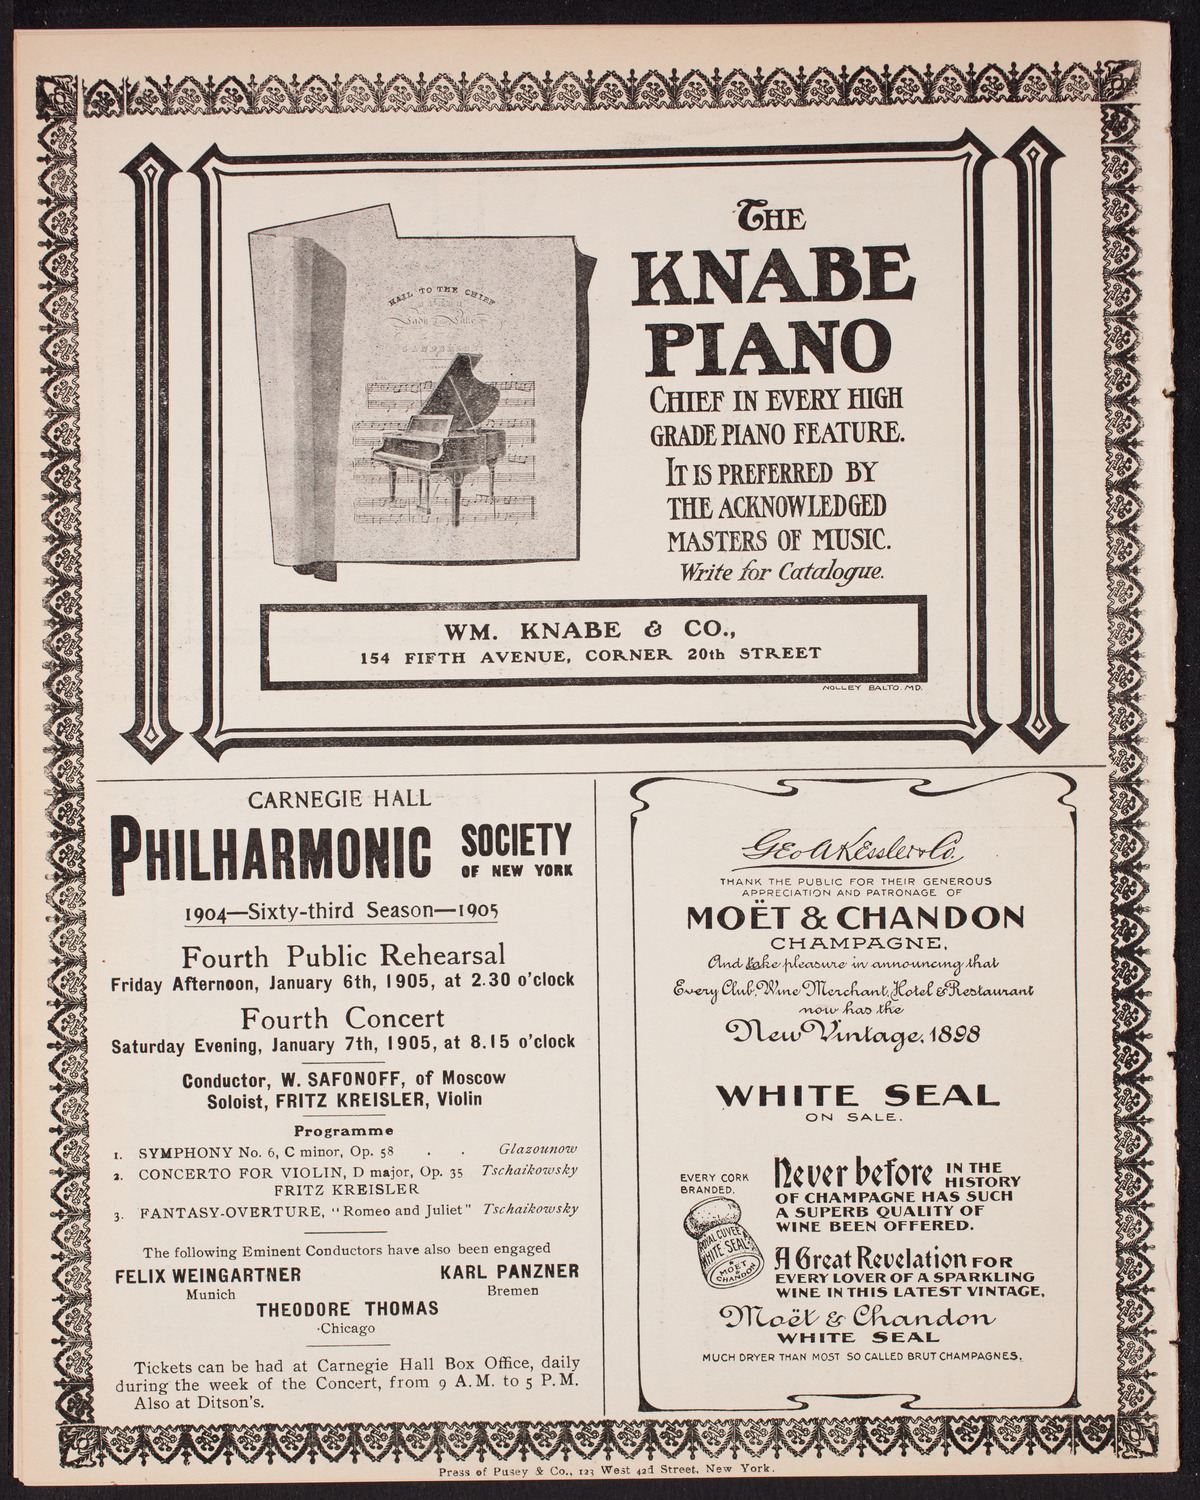 HAIL TO THE CHIEF
THE
KNABE
PIANO
CHIEF IN EVERY HIGH
GRADE PIANO FEATURE.
IT IS PREFERRED BY
THE ACKNOWLEDGED
MASTERS OF MUSIC.
Write for Catalogue.
WM. KNABE & CO.,
154 FIFTH AVENUE, CORNER 20th STREET
NOLLEY BALTO. MD.
CARNEGIE HALL
PHILHARMONIC SOCIETY
OF NEW YORK
1904—Sixty-third Season—1905
Fourth Public Rehearsal
Friday Afternoon, January 6th, 1905, at 2.30 o'clock
Fourth Concert
Saturday Evening, January 7th, 1905, at 8.15 o'clock
Conductor, W. SAFONOFF, of Moscow
Soloist, FRITZ KREISLER, Violin
Programme
1. SYMPHONY No. 6, C minor, Op. 58 . . Glazounow
2. CONCERTO FOR VIOLIN, D major, Op. 35 Tschaikowsky
FRITZ KREISLER
3. FANTASY-OVERTURE, "Romeo and Juliet" Tschaikowsky
The following Eminent Conductors have also been engaged
FELIX WEINGARTNER KARL PANZNER
Munich Bremen
THEODORE THOMAS
Chicago
Tickets can be had at Carnegie Hall Box Office, daily
during the week of the Concert, from 9 A.M. to 5 P.M.
Also at Ditson's.
Geo A Kessler & Co.
THANK THE PUBLIC FOR THEIR GENEROUS
APPRECIATION AND PATRONAGE OF
MOËT & CHANDON
CHAMPAGNE,
And take pleasure in announcing that
Every Club, Wine Merchant, Hotel & Restaurant
now has the
New Vintage, 1898
WHITE SEAL
ON SALE.
EVERY CORK
BRANDED.
WHITE SEAL
MOËT
CHANDON
Never before IN THE
HISTORY
OF CHAMPAGNE HAS SUCH
A SUPERB QUALITY OF
WINE BEEN OFFERED.
A Great Revelation FOR
EVERY LOVER OF A SPARKLING
WINE IN THIS LATEST VINTAGE,
Moët & Chandon
WHITE SEAL
MUCH DRYER THAN MOST SO CALLED BRUT CHAMPAGNES.
Press of Pusey & Co., 123 West 42d Street, New York.